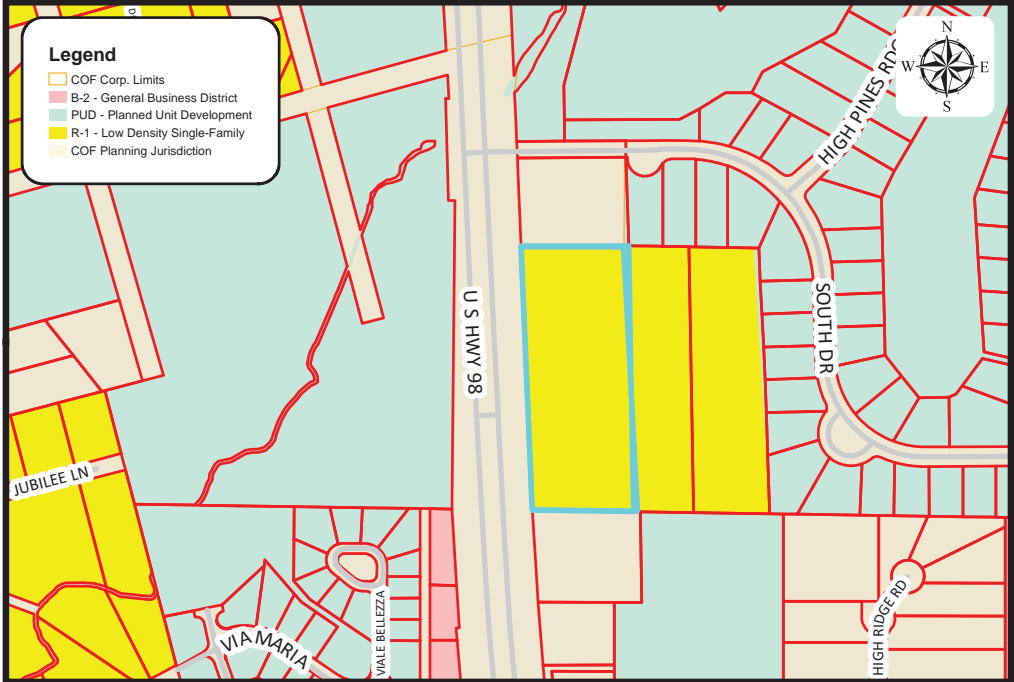 Legend
COF Corp. Limits
B-2 - General Business District
PUD - Planned Unit Development
R-1 - Low Density Single-Family
COF Planning Jurisdiction
N
W
E
S
HIGH PINES RDG
U S HWY 98
SOUTH DR
JUBILEE LN
VIA MARIA
VIALE BELLEZZA
HIGH RIDGE RD